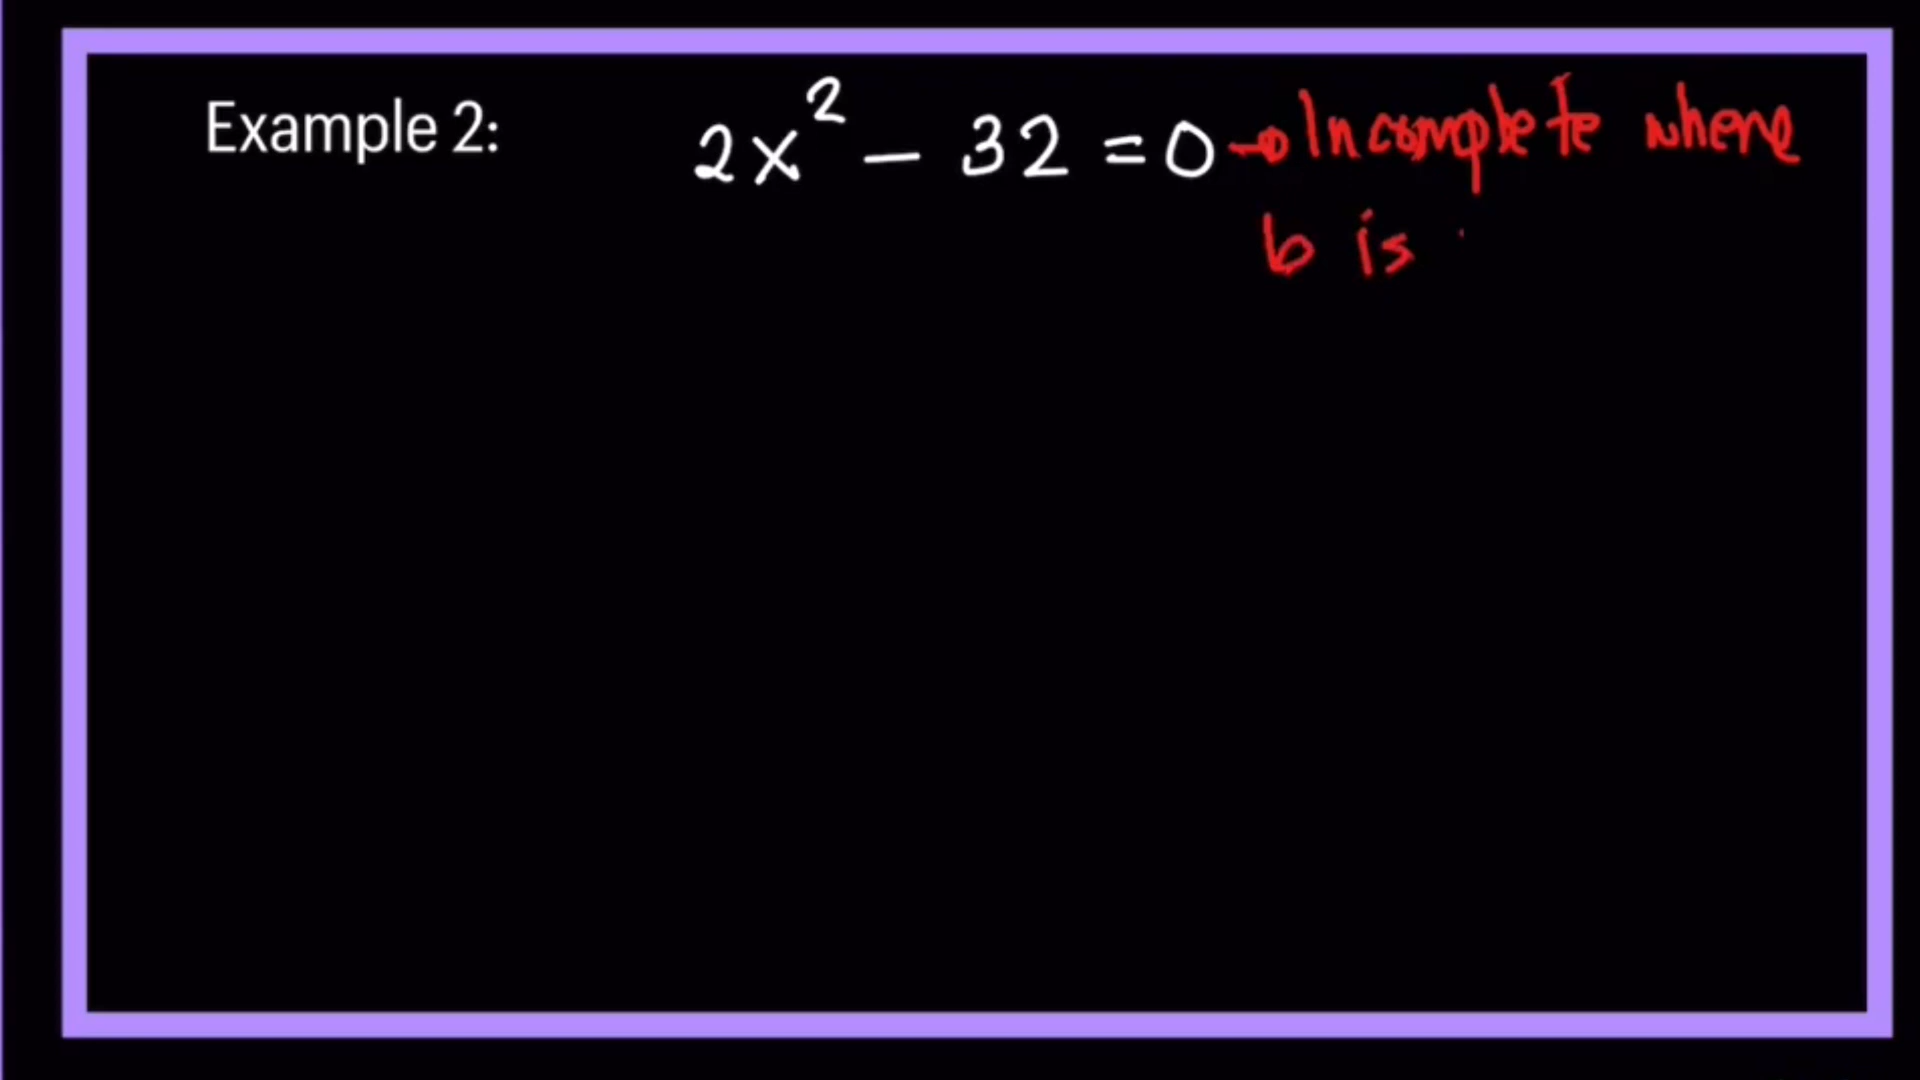 Example 2: 2x² - 32 = 0 → Incomplete where
b is